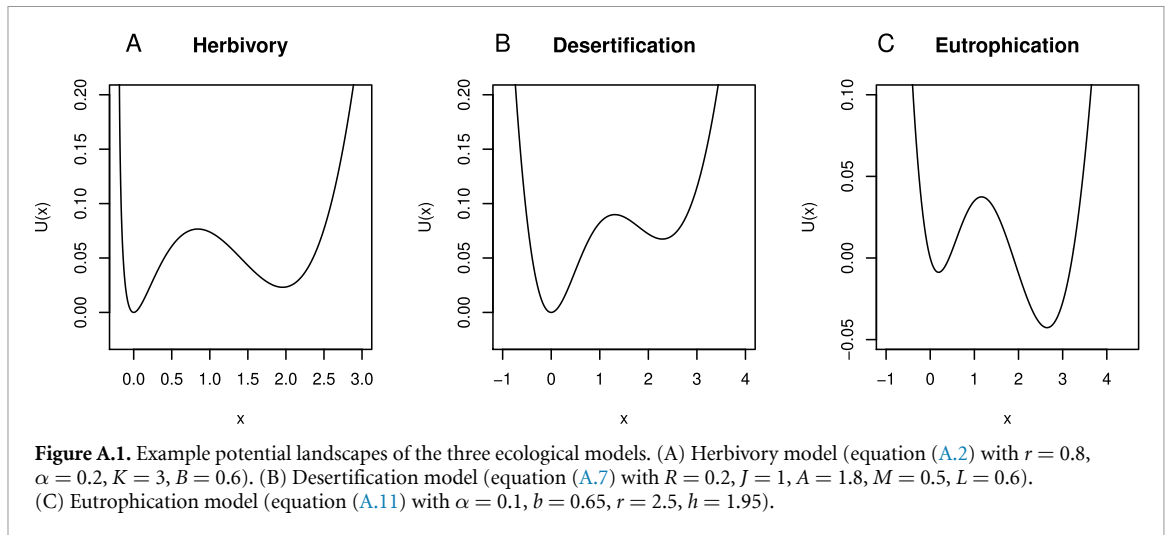 A Herbivory
B Desertification
C Eutrophication
U(x)
0.20
0.15
0.10
0.05
0.00
0.0 0.5 1.0 1.5 2.0 2.5 3.0
x
U(x)
0.20
0.15
0.10
0.05
0.00
−1 0 1 2 3 4
x
U(x)
0.10
0.05
0.00
−0.05
−1 0 1 2 3 4
x
Figure A.1. Example potential landscapes of the three ecological models. (A) Herbivory model (equation (A.2) with r = 0.8,
α = 0.2, K = 3, B = 0.6). (B) Desertification model (equation (A.7) with R = 0.2, J = 1, A = 1.8, M = 0.5, L = 0.6).
(C) Eutrophication model (equation (A.11) with α = 0.1, b = 0.65, r = 2.5, h = 1.95).